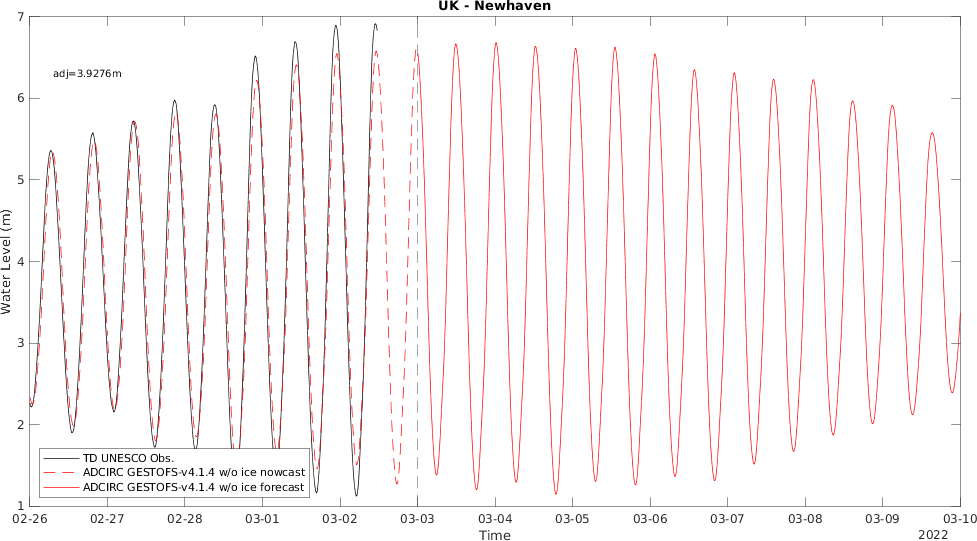 UK - Newhaven
7
adj=3.9276m
6
5
Water Level (m)
4
3
2
TD UNESCO Obs.
ADCIRC GESTOFS-v4.1.4 w/o ice nowcast
ADCIRC GESTOFS-v4.1.4 w/o ice forecast
1
02-26 02-27 02-28 03-01 03-02 03-03 03-04 03-05 03-06 03-07 03-08 03-09 03-10
Time
2022